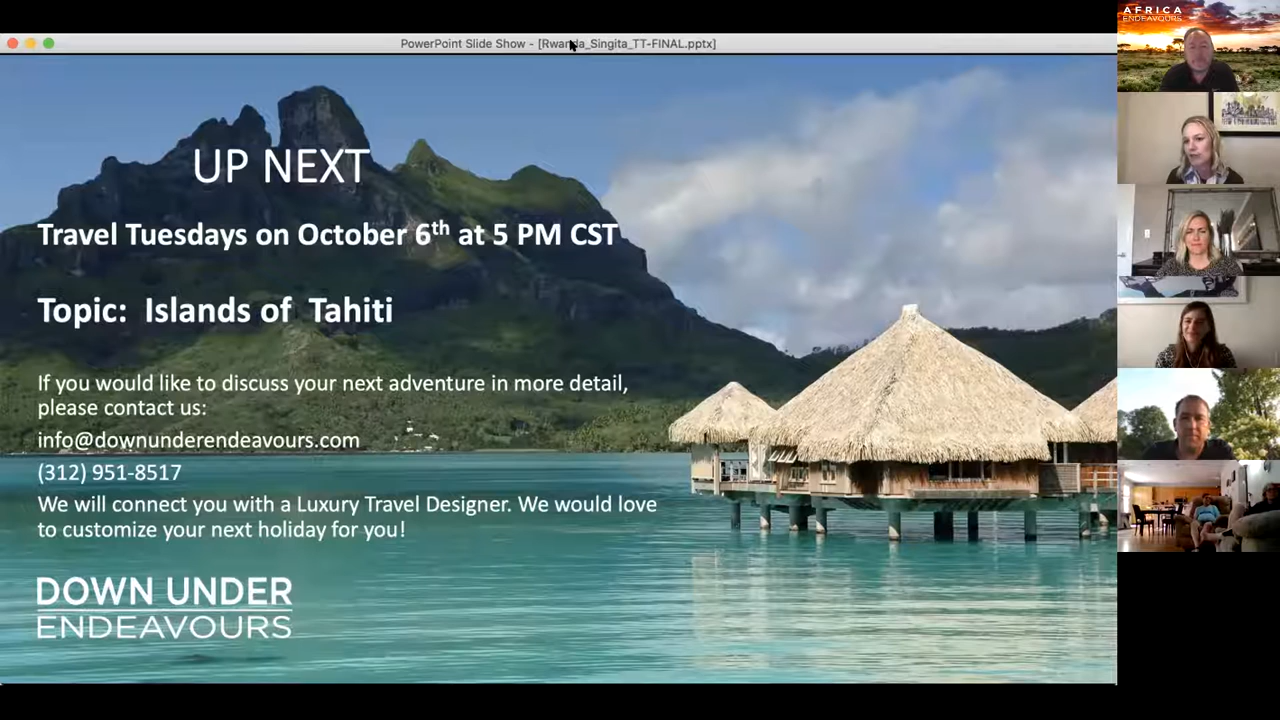 AFRICA
ENDEAVOURS
PowerPoint Slide Show - [Rwanda_Singita_TT-FINAL.pptx]
UP NEXT
Travel Tuesdays on October 6th at 5 PM CST
Topic: Islands of Tahiti
If you would like to discuss your next adventure in more detail,
please contact us:
info@downunderendeavours.com
(312) 951-8517
We will connect you with a Luxury Travel Designer. We would love
to customize your next holiday for you!
DOWN UNDER
ENDEAVOURS